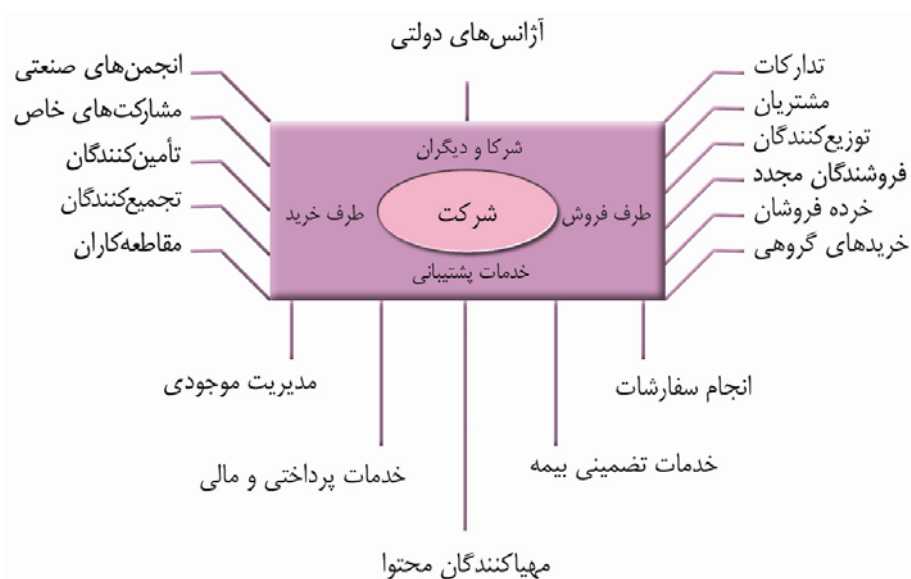 آژانس‌های دولتی
تدارکات
مشتریان
توزیع‌کنندگان
فروشندگان مجدد
خرده فروشان
خریدهای گروهی
انجمن‌های صنعتی
مشارکت‌های خاص
تأمین‌کنندگان
تجمیع‌کنندگان
مقاطعه‌کاران
شرکا و دیگران
طرف فروش
شرکت
طرف خرید
خدمات پشتیبانی
انجام سفارشات
مدیریت موجودی
خدمات تضمینی بیمه
خدمات پرداختی و مالی
مهیاکنندگان محتوا